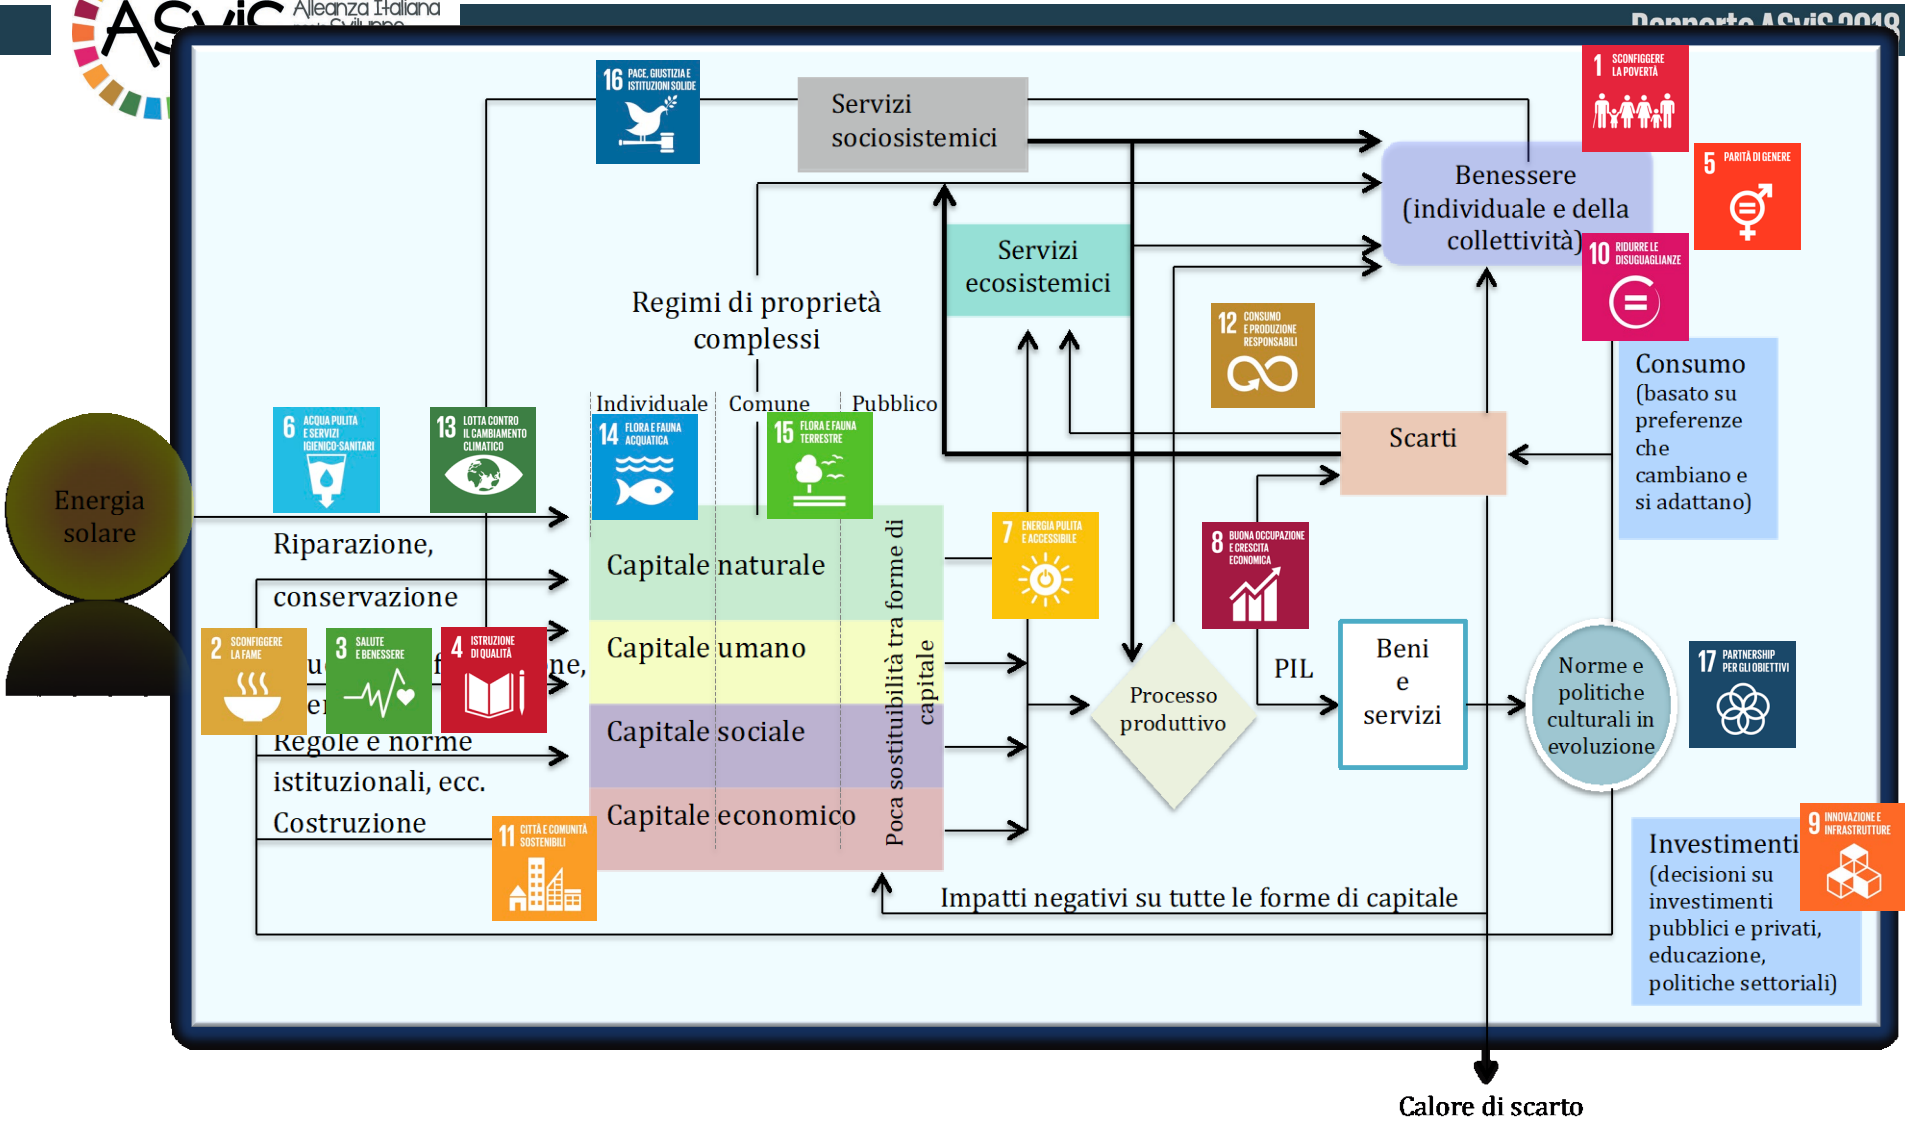 ASviS
Alleanza Italiana
Sviluppo
Rapporto ASviS 2018
16 PACE, GIUSTIZIA E
ISTITUZIONI SOLIDE
Servizi
sociosistemici
1 SCONFIGGERE
LA POVERTÀ
5 PARITÀ DI GENERE
Benessere
(individuale e della
collettività)
10 RIDURRE LE
DISUGUAGLIANZE
Servizi
ecosistemici
Regimi di proprietà
complessi
12 CONSUMO
E PRODUZIONE
RESPONSABILI
Consumo
(basato su
preferenze
che
cambiano e
si adattano)
Individuale
Comune
Pubblico
6 ACQUA PULITA
E SERVIZI
IGIENICO-SANITARI
13 LOTTA CONTRO
IL CAMBIAMENTO
CLIMATICO
14 FLORA E FAUNA
ACQUATICA
15 FLORA E FAUNA
TERRESTRE
Scarti
Energia
solare
Riparazione,
conservazione
7 ENERGIA PULITA
E ACCESSIBILE
8 BUONA OCCUPAZIONE
E CRESCITA
ECONOMICA
Capitale naturale
Capitale umano
Capitale sociale
Capitale economico
Poca sostituibilità tra forme di
capitale
2 SCONFIGGERE
LA FAME
3 SALUTE
E BENESSERE
4 ISTRUZIONE
DI QUALITÀ
Regole e norme
istituzionali, ecc.
Costruzione
11 CITTÀ E COMUNITÀ
SOSTENIBILI
Processo
produttivo
PIL
Beni
e
servizi
Norme e
politiche
culturali in
evoluzione
17 PARTNERSHIP
PER GLI OBIETTIVI
9 INNOVAZIONE E
INFRASTRUTTURE
Investimenti
(decisioni su
investimenti
pubblici e privati,
educazione,
politiche settoriali)
Impatti negativi su tutte le forme di capitale
Calore di scarto